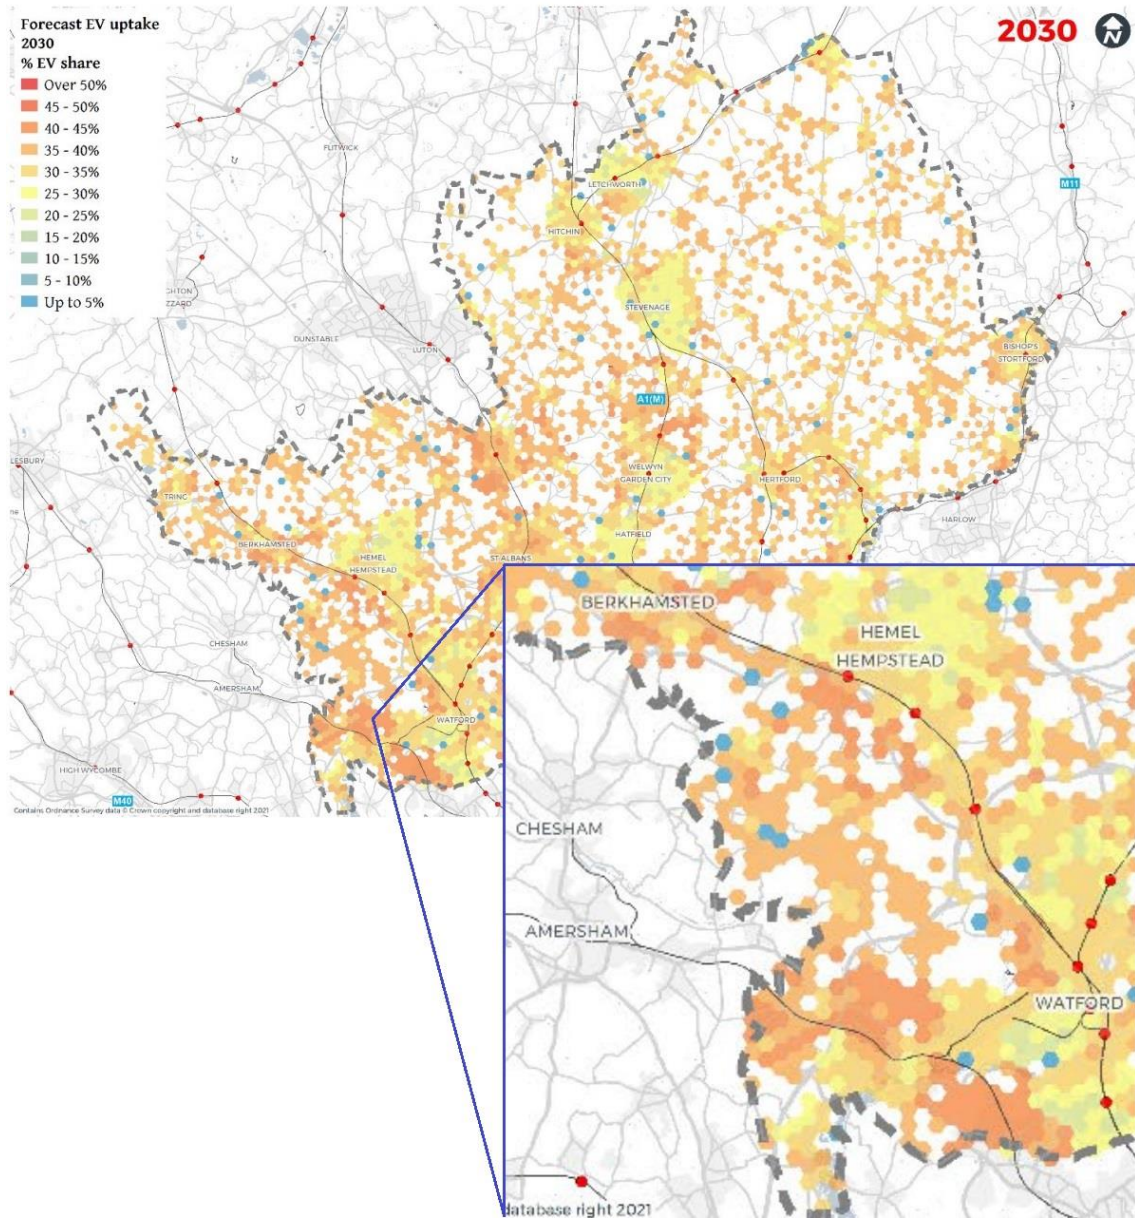 Forecast EV uptake
2030
% EV share
Over 50%
45 - 50%
40 - 45%
35 - 40%
30 - 35%
25 - 30%
20 - 25%
15 - 20%
10 - 15%
5 - 10%
Up to 5%
2030
N
FLITWICK
M11
LETCHWORTH
HITCHIN
GHTON
ZZARD
STEVENAGE
DUNSTABLE
LUTON
BISHOP'S
STORTFORD
A1(M)
LESBURY
WELWYN
GARDEN CITY
HERTFORD
TRING
HARLOW
HATFIELD
BERKHAMSTED
HEMEL
HEMPSTEAD
ST ALBANS
CHESHAM
AMERSHAM
WATFORD
HIGH WYCOMBE
M40
Contains Ordnance Survey data © Crown copyright and database right 2021
BERKHAMSTED
HEMEL
HEMPSTEAD
CHESHAM
AMERSHAM
WATFORD
database right 2021